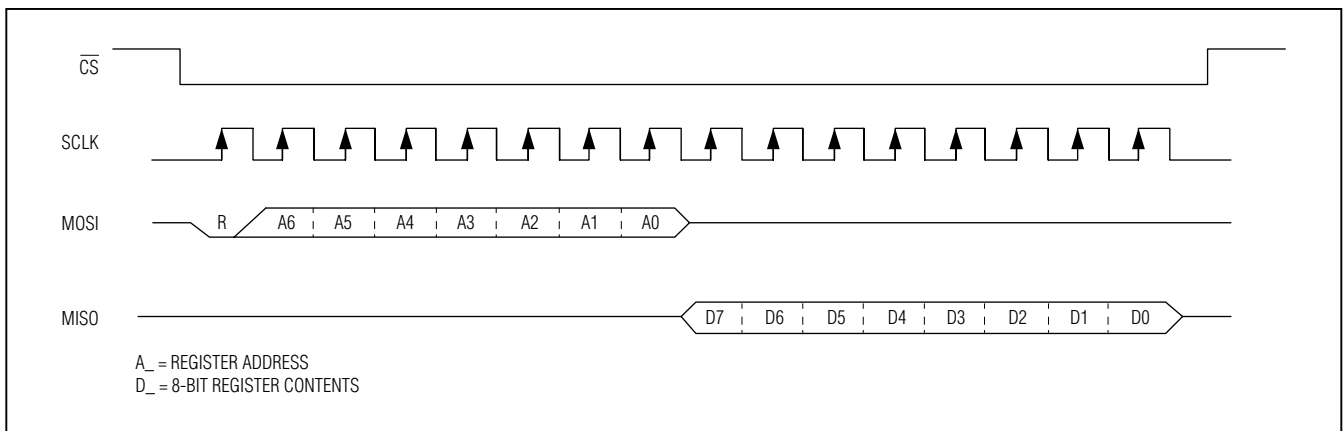 CS
SCLK
MOSI R A6 A5 A4 A3 A2 A1 A0
MISO D7 D6 D5 D4 D3 D2 D1 D0
A_ = REGISTER ADDRESS
D_ = 8-BIT REGISTER CONTENTS